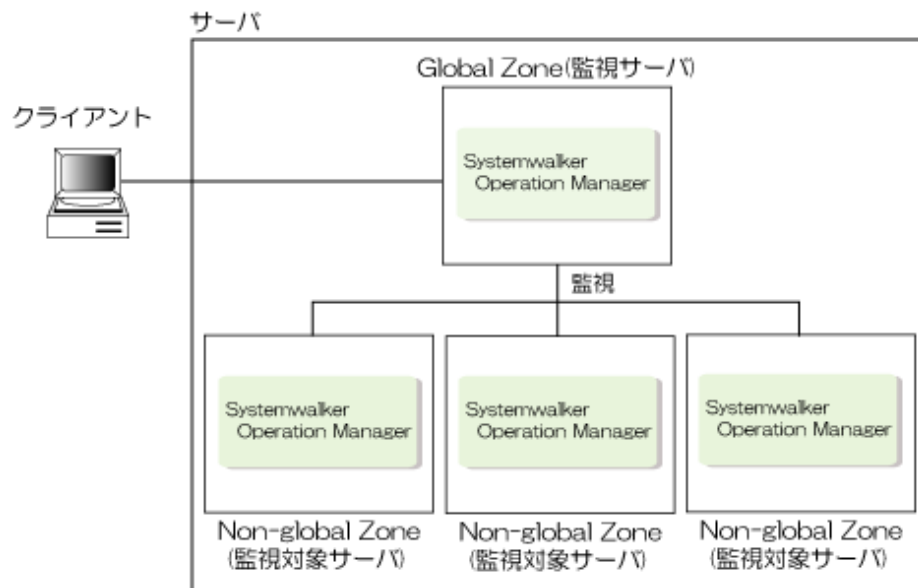 サーバ
Global Zone(監視サーバ)
クライアント
Systemwalker
Operation Manager
監視
Systemwalker
Operation Manager
Systemwalker
Operation Manager
Systemwalker
Operation Manager
Non-global Zone
(監視対象サーバ)
Non-global Zone
(監視対象サーバ)
Non-global Zone
(監視対象サーバ)